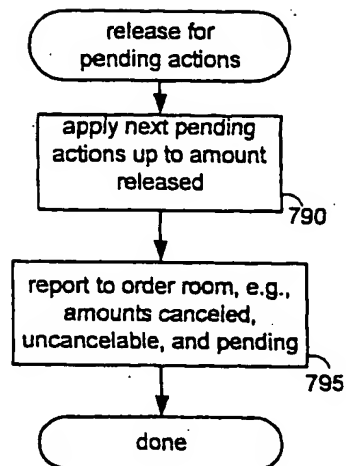 release for
pending actions
apply next pending
actions up to amount
released
790
report to order room, e.g.,
amounts canceled,
uncancelable, and pending
795
done